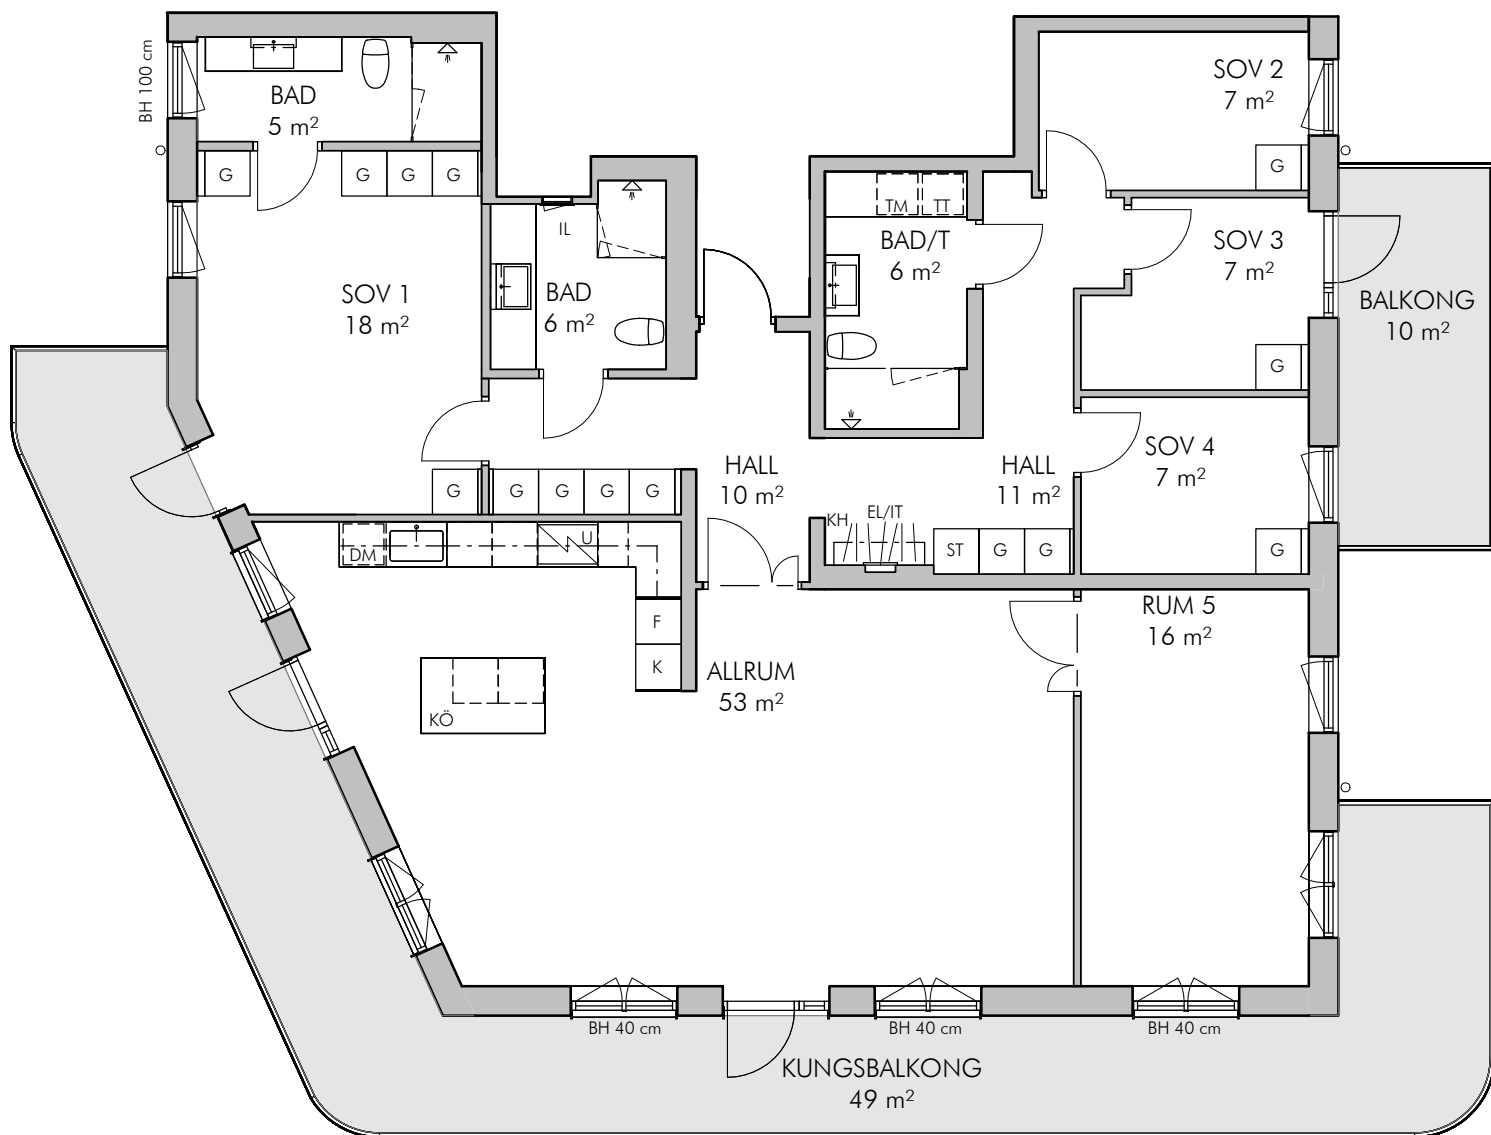 BH 100 cm
BAD
5 m²
SOV 2
7 m²
G
G
G
G
G
TM
TT
IL
BAD/T
6 m²
SOV 3
7 m²
SOV 1
18 m²
BAD
6 m²
BALKONG
10 m²
G
SOV 4
7 m²
HALL
10 m²
HALL
11 m²
G
G
G
G
G
KH
EL/IT
DM
U
ST
G
G
G
RUM 5
16 m²
F
K
ALLRUM
53 m²
KÖ
BH 40 cm
BH 40 cm
BH 40 cm
KUNGSBALKONG
49 m²